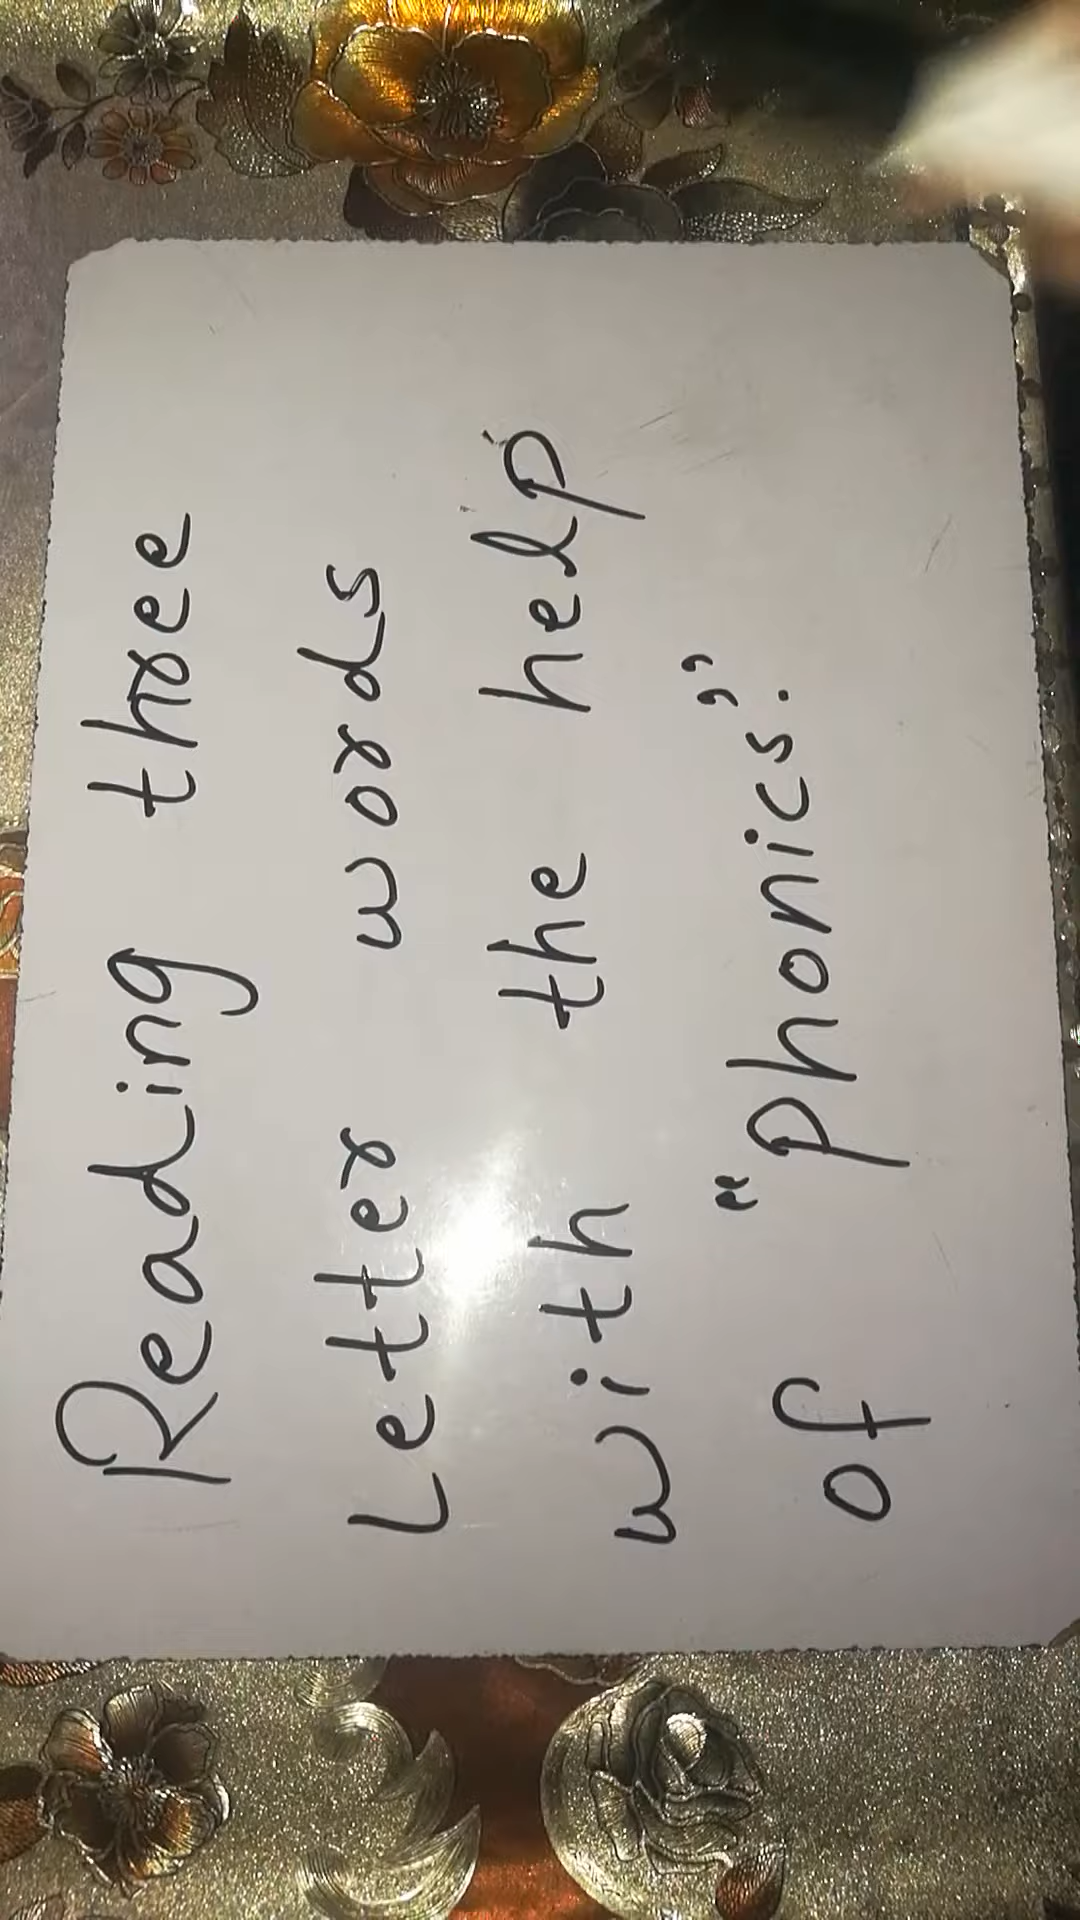 Reading three
Letter words
with the help
of "phonics".